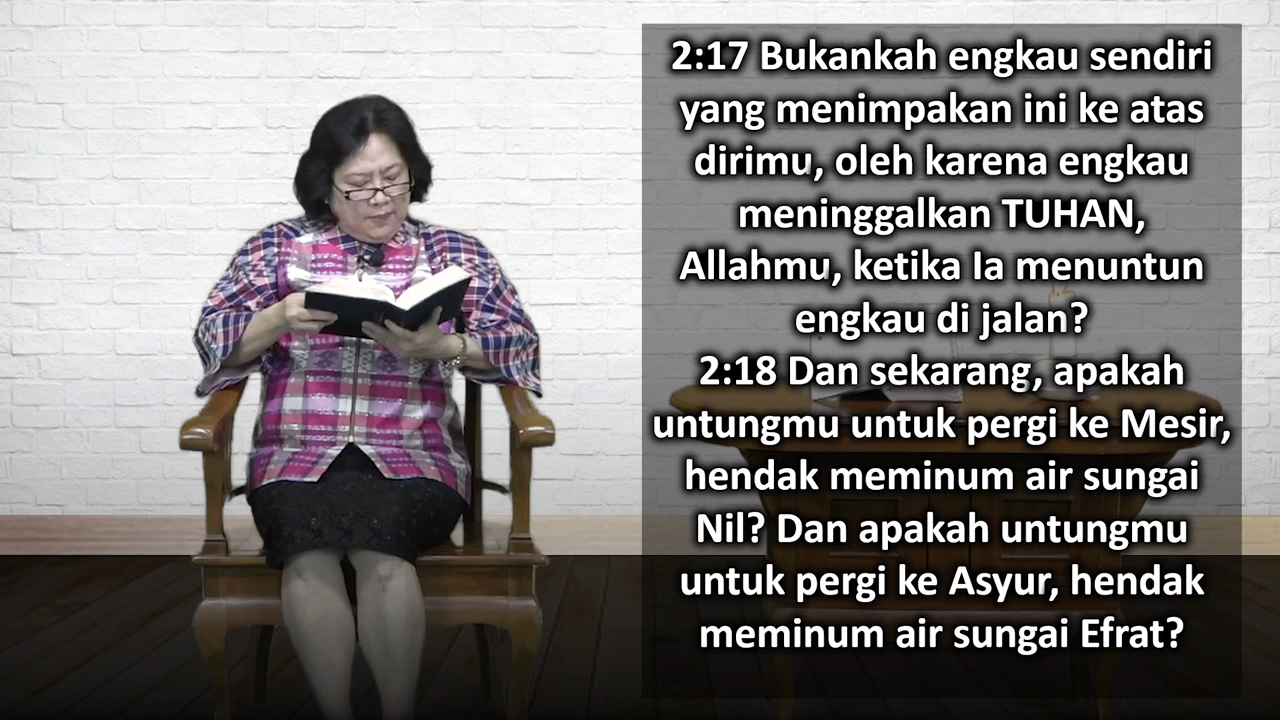 2:17 Bukankah engkau sendiri
yang menimpakan ini ke atas
dirimu, oleh karena engkau
meninggalkan TUHAN,
Allahmu, ketika Ia menuntun
engkau di jalan?
2:18 Dan sekarang, apakah
untungmu untuk pergi ke Mesir,
hendak meminum air sungai
Nil? Dan apakah untungmu
untuk pergi ke Asyur, hendak
meminum air sungai Efrat?